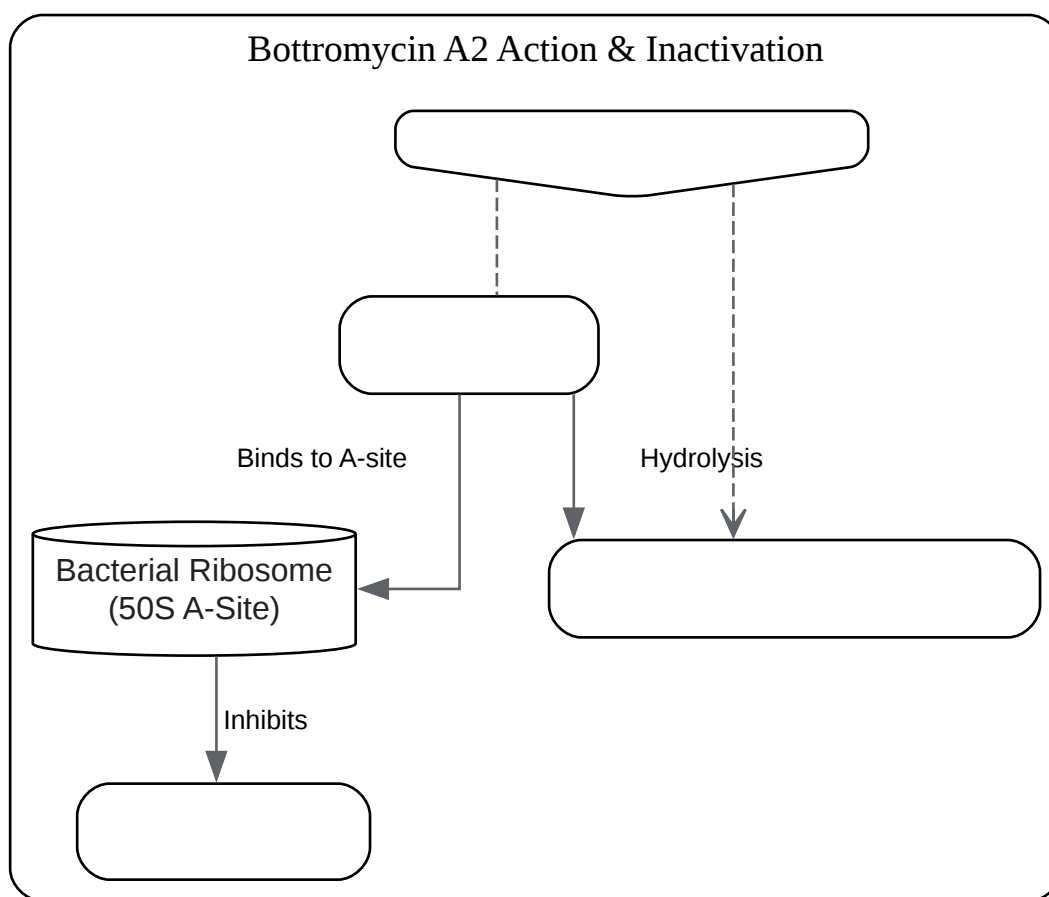 Bottromycin A2 Action & Inactivation
Binds to A-site
Hydrolysis
Bacterial Ribosome
(50S A-Site)
Inhibits